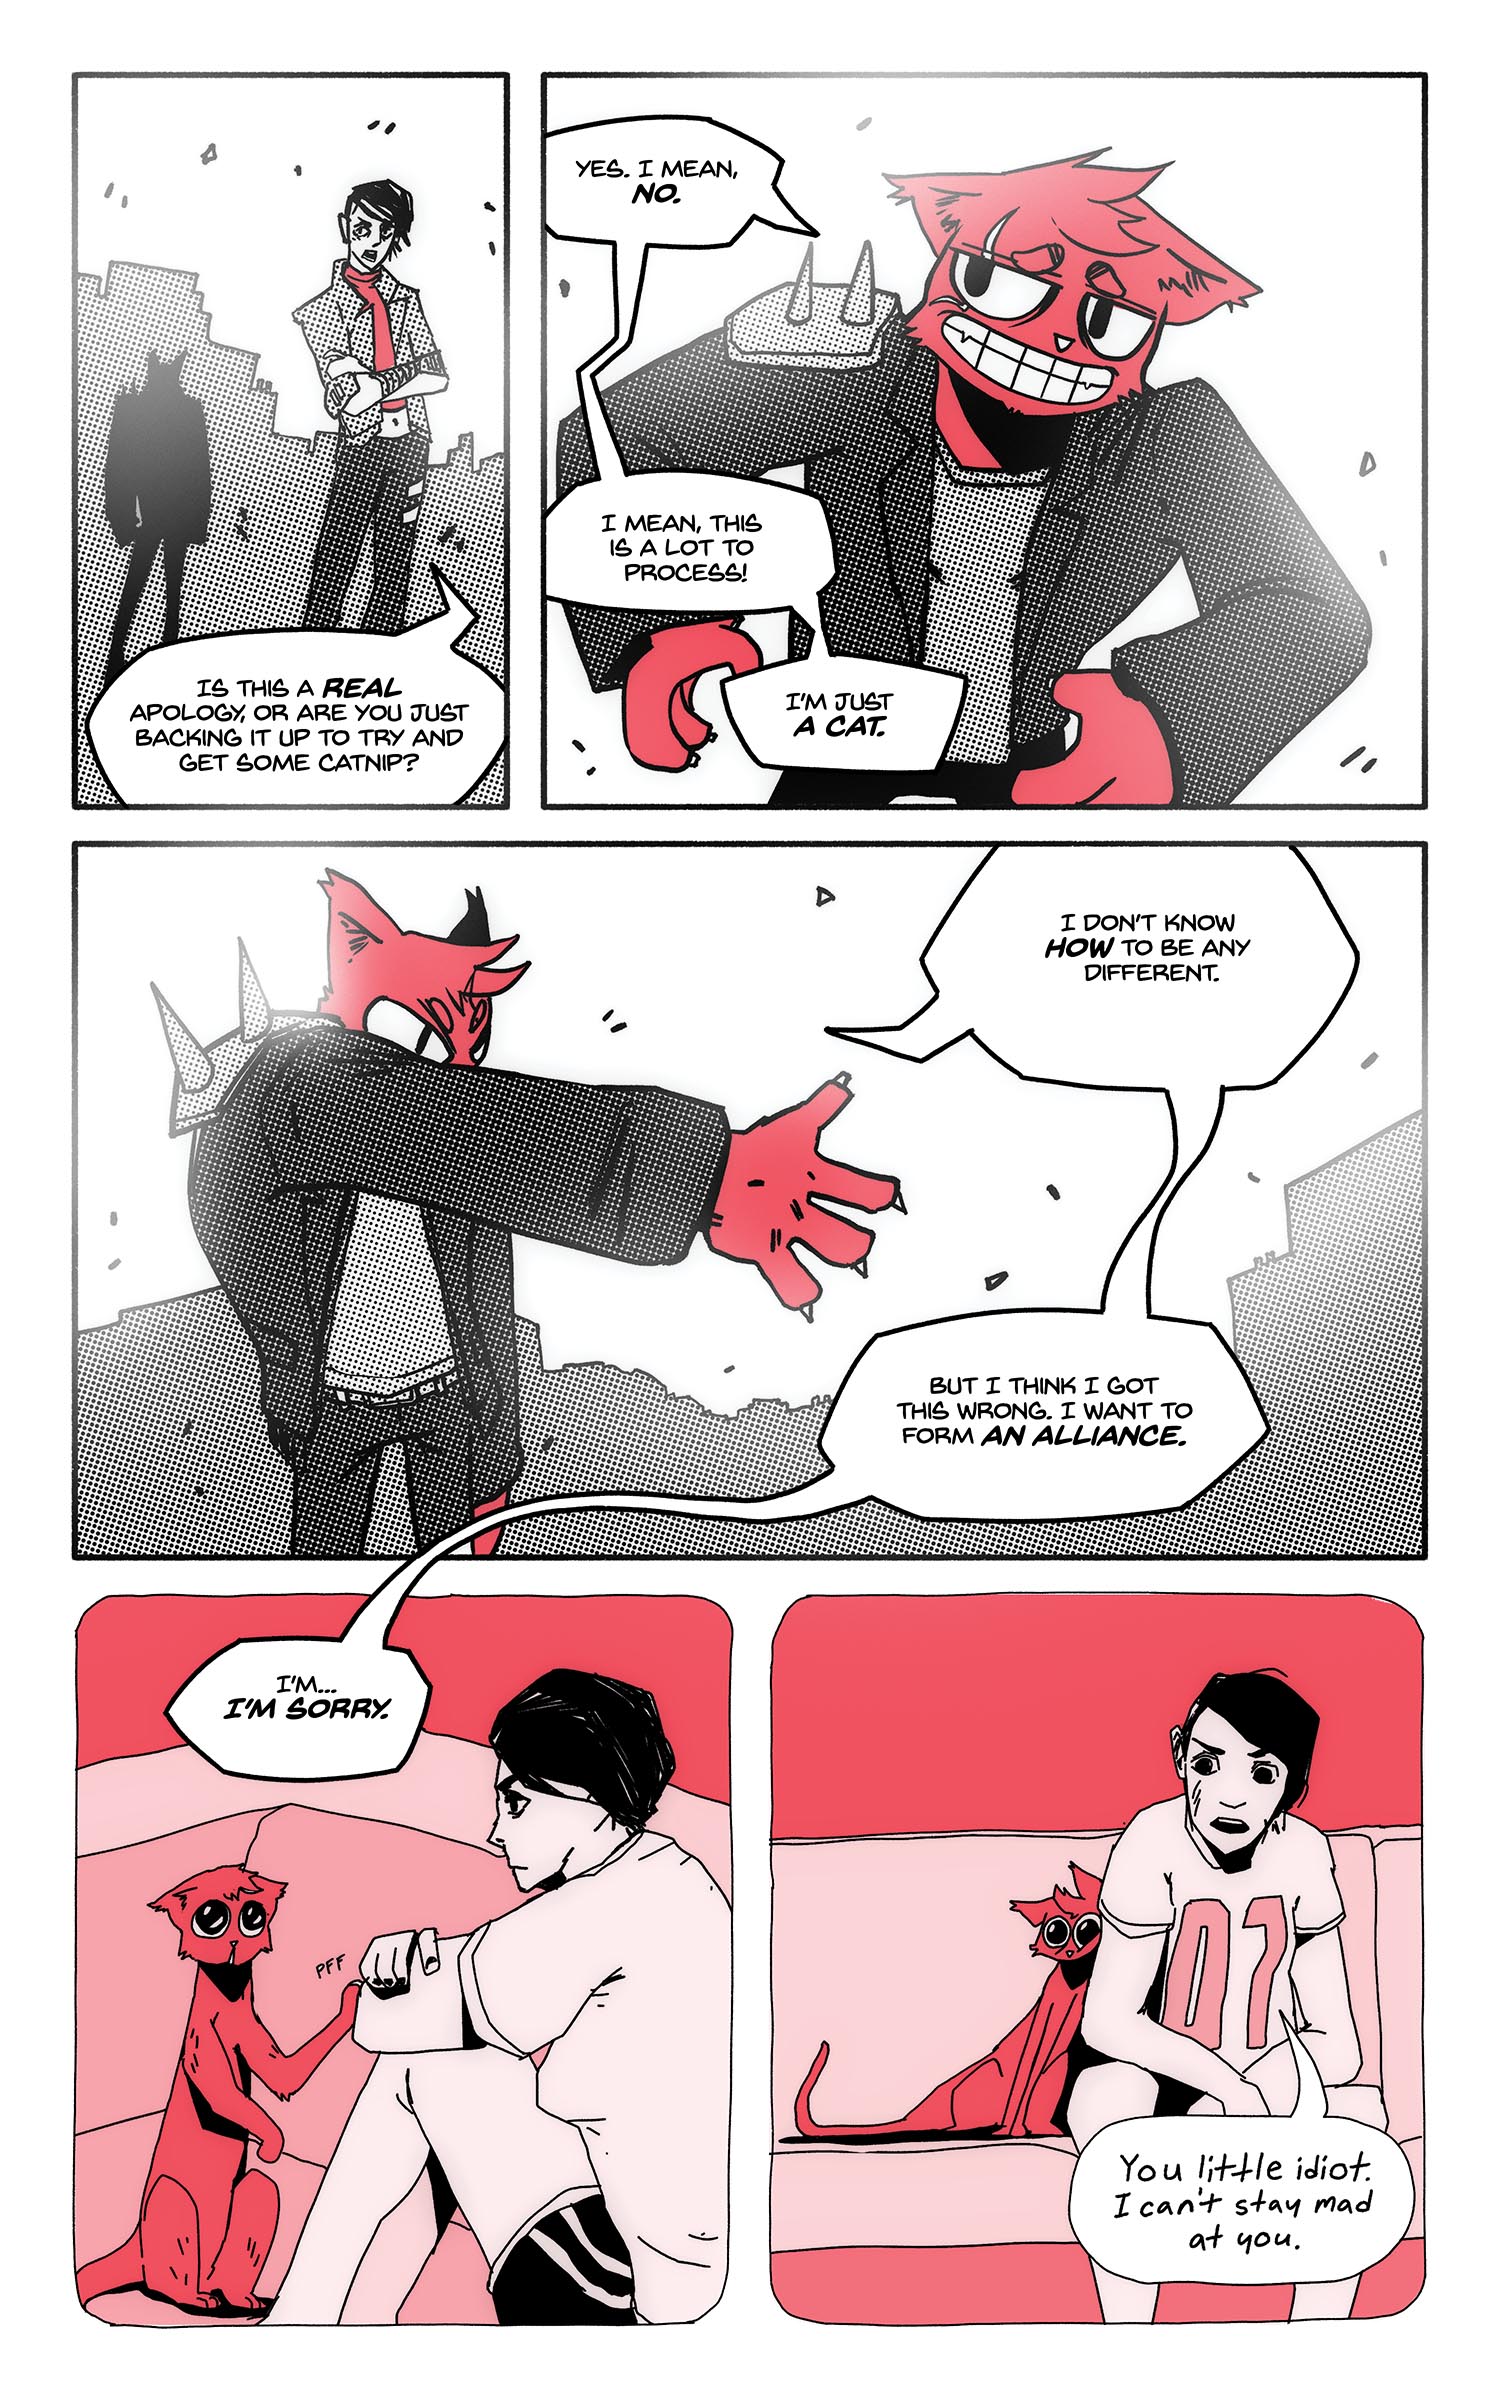 IS THIS A REAL
APOLOGY, OR ARE YOU JUST
BACKING IT UP TO TRY AND
GET SOME CATNIP?
YES. I MEAN,
NO.
I MEAN, THIS
IS A LOT TO
PROCESS!
I'M JUST
A CAT.
I DON'T KNOW
HOW TO BE ANY
DIFFERENT.
BUT I THINK I GOT
THIS WRONG. I WANT TO
FORM AN ALLIANCE.
I'M...
I'M SORRY.
PFF
07
You little idiot.
I can't stay mad
at you.